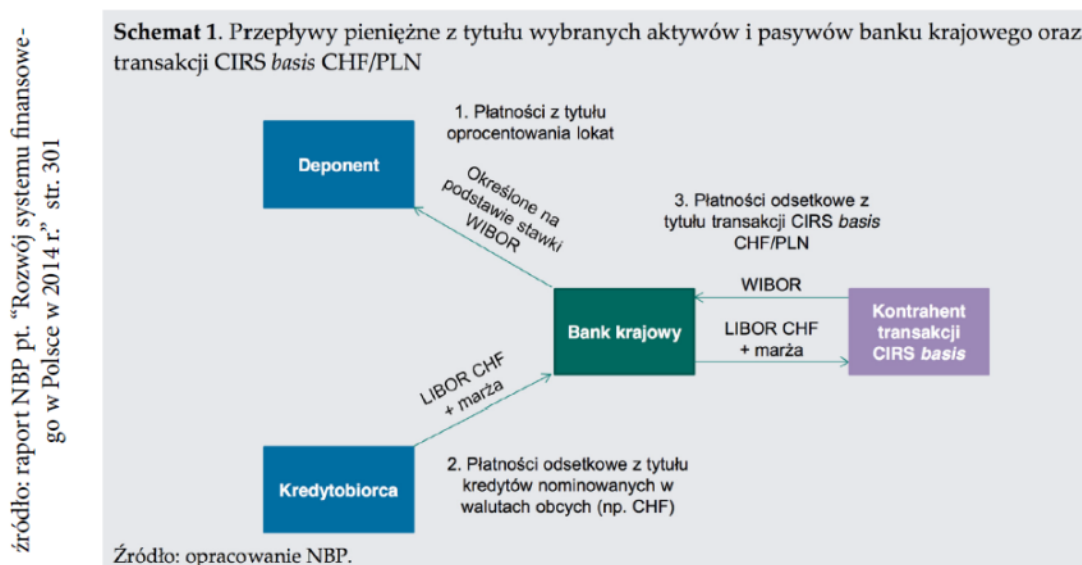 źródło: raport NBP pt. “Rozwój systemu finansowe-
go w Polsce w 2014 r.” str. 301
Schemat 1. Przepływy pieniężne z tytułu wybranych aktywów i pasywów banku krajowego oraz
transakcji CIRS basis CHF/PLN
1. Płatności z tytułu
oprocentowania lokat
Deponent
Określone na
podstawie stawki
WIBOR
3. Płatności odsetkowe z
tytułu transakcji CIRS basis
CHF/PLN
WIBOR
Bank krajowy
LIBOR CHF
+ marża
Kontrahent
transakcji
CIRS basis
LIBOR CHF
+ marża
Kredytobiorca
2. Płatności odsetkowe z tytułu
kredytów nominowanych w
walutach obcych (np. CHF)
Źródło: opracowanie NBP.